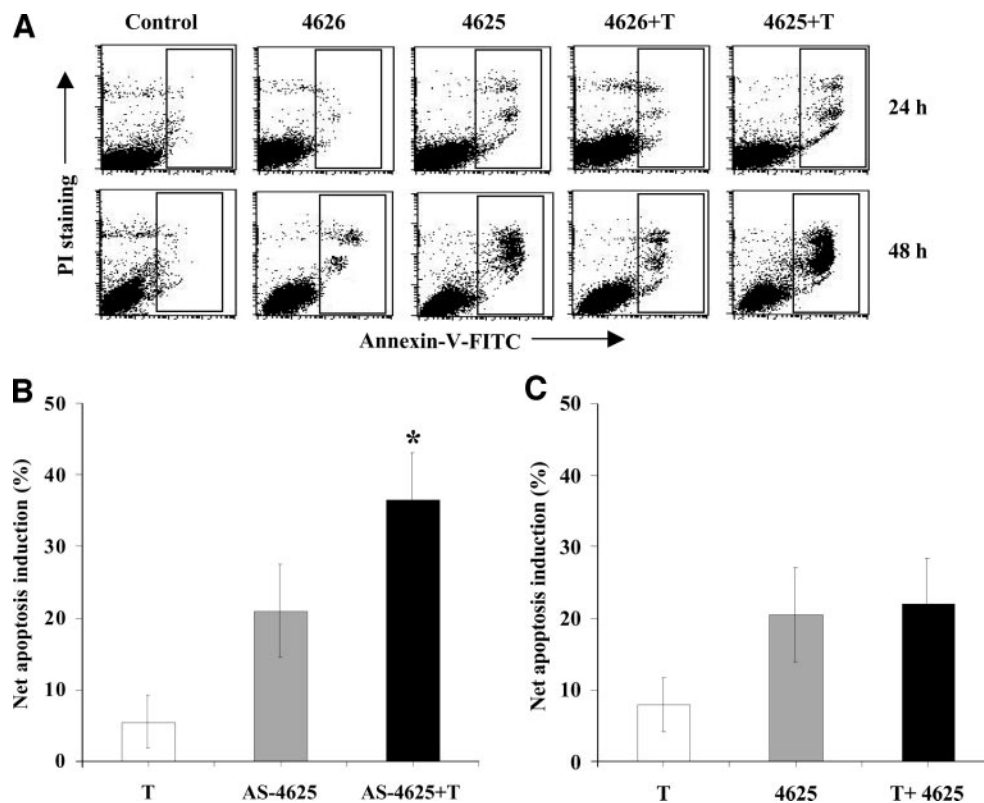 A
Control 4626 4625 4626+T 4625+T
24 h
PI staining
48 h
Annexin-V-FITC
B
Net apoptosis induction (%)
50
40
30
20
10
0
*
T AS-4625 AS-4625+T
C
Net apoptosis induction (%)
50
40
30
20
10
0
T 4625 T+ 4625